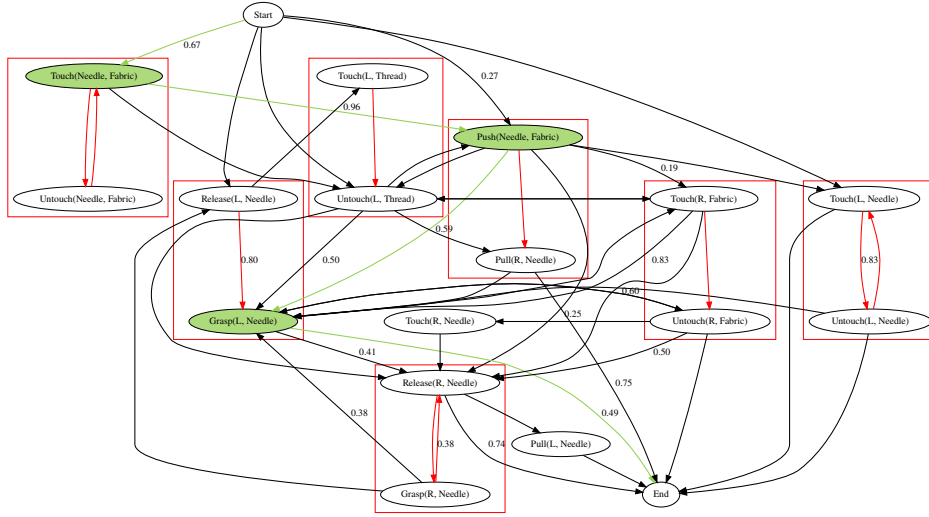 Start
0.67
Touch(Needle, Fabric)
Touch(L, Thread)
0.27
0.96
Push(Needle, Fabric)
0.19
Untouch(Needle, Fabric)
Release(L, Needle)
Untouch(L, Thread)
Touch(R, Fabric)
Touch(L, Needle)
0.59
0.80
0.50
Pull(R, Needle)
0.83
0.83
0.60
Grasp(L, Needle)
Touch(R, Needle)
0.25
Untouch(R, Fabric)
Untouch(L, Needle)
0.41
0.50
Release(R, Needle)
0.75
0.38
0.49
0.38
0.74
Pull(L, Needle)
Grasp(R, Needle)
End